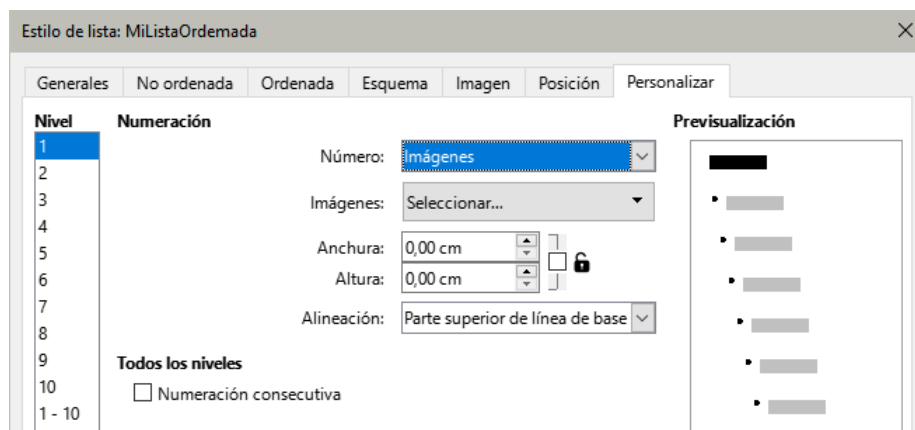 Estilo de lista: MiListaOrdemada
Generales No ordenada Ordenada Esquema Imagen Posición Personalizar
Nivel Numeración Previsualización
1
2
3
4
5
6
7
8
9
10
1 - 10
Número: Imágenes
Imágenes: Seleccionar...
Anchura: 0,00 cm
Altura: 0,00 cm
Alineación: Parte superior de línea de base
Todos los niveles
Numeración consecutiva